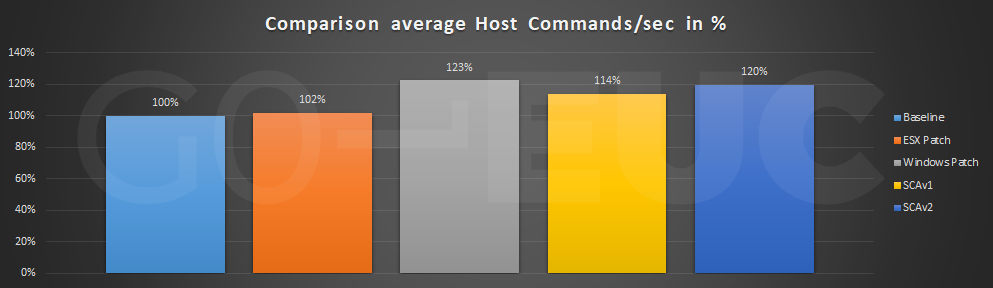 Comparison average Host Commands/sec in %
140%
120%
100%
80%
60%
40%
20%
0%
100%
102%
123%
114%
120%
Baseline
ESX Patch
Windows Patch
SCAv1
SCAv2
GO-EUC